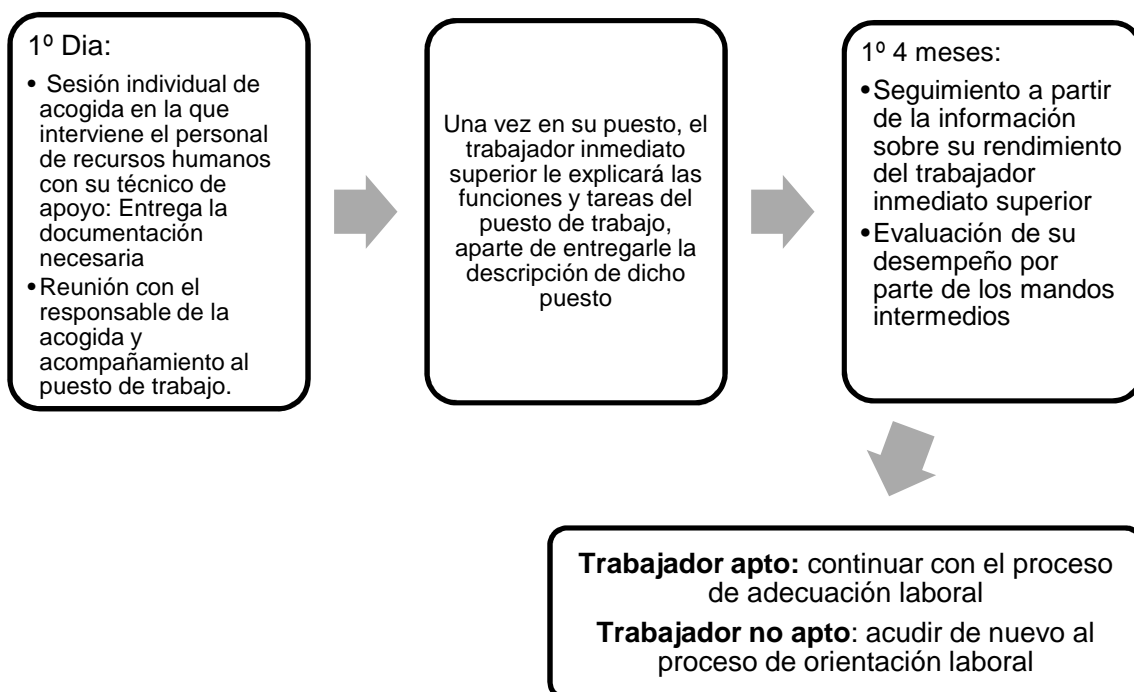 1º Dia:
• Sesión individual de
acogida en la que
interviene el personal
de recursos humanos
con su técnico de
apoyo: Entrega la
documentación
necesaria
•Reunión con el
responsable de la
acogida y
acompañamiento al
puesto de trabajo.
Una vez en su puesto, el
trabajador inmediato
superior le explicará las
funciones y tareas del
puesto de trabajo,
aparte de entregarle la
descripción de dicho
puesto
1º 4 meses:
•Seguimiento a partir
de la información
sobre su rendimiento
del trabajador
inmediato superior
•Evaluación de su
desempeño por
parte de los mandos
intermedios
Trabajador apto: continuar con el proceso
de adecuación laboral
Trabajador no apto: acudir de nuevo al
proceso de orientación laboral